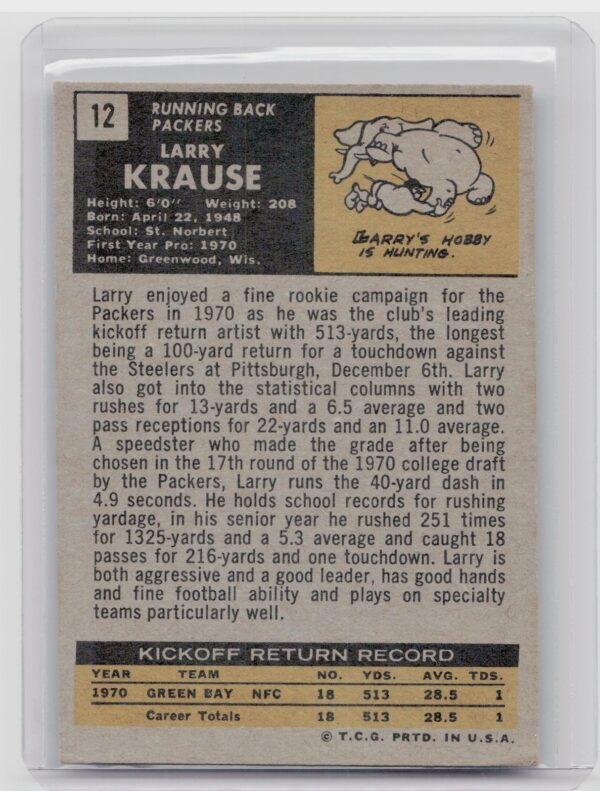 12
RUNNING BACK
PACKERS
LARRY
KRAUSE
Height: 6'0" Weight: 208
Born: April 22, 1948
School: St. Norbert
First Year Pro: 1970
Home: Greenwood, Wis.
LARRY'S HOBBY
IS HUNTING.
Larry enjoyed a fine rookie campaign for the
Packers in 1970 as he was the club's leading
kickoff return artist with 513-yards, the longest
being a 100-yard return for a touchdown against
the Steelers at Pittsburgh, December 6th. Larry
also got into the statistical columns with two
rushes for 13-yards and a 6.5 average and two
pass receptions for 22-yards and an 11.0 average.
A speedster who made the grade after being
chosen in the 17th round of the 1970 college draft
by the Packers, Larry runs the 40-yard dash in
4.9 seconds. He holds school records for rushing
yardage, in his senior year he rushed 251 times
for 1325-yards and a 5.3 average and caught 18
passes for 216-yards and one touchdown. Larry is
both aggressive and a good leader, has good hands
and fine football ability and plays on specialty
teams particularly well.
KICKOFF RETURN RECORD
YEAR TEAM NO. YDS. AVG. TDS.
1970 GREEN BAY NFC 18 513 28.5 1
Career Totals 18 513 28.5 1
© T.C.G. PRTD. IN U.S.A.